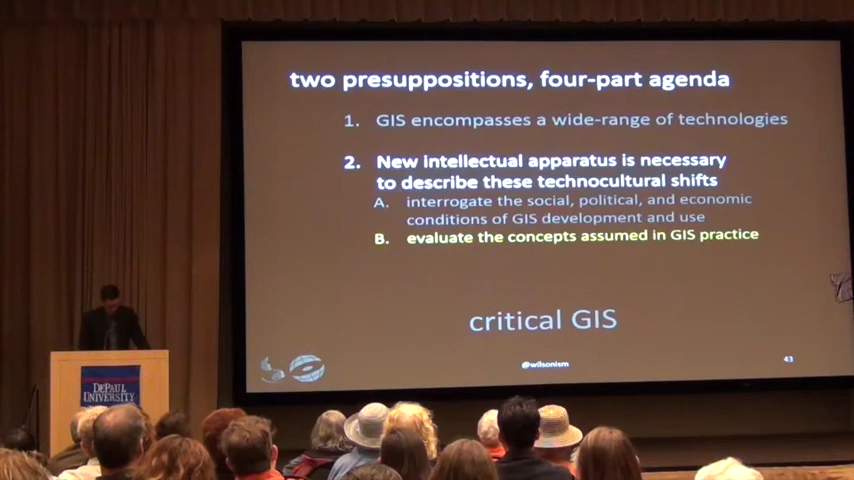 two presuppositions, four-part agenda
1. GIS encompasses a wide-range of technologies
2. New intellectual apparatus is necessary
to describe these technocultural shifts
A. interrogate the social, political, and economic
conditions of GIS development and use
B. evaluate the concepts assumed in GIS practice
critical GIS
@wilsonism
43
DEPAUL
UNIVERSITY